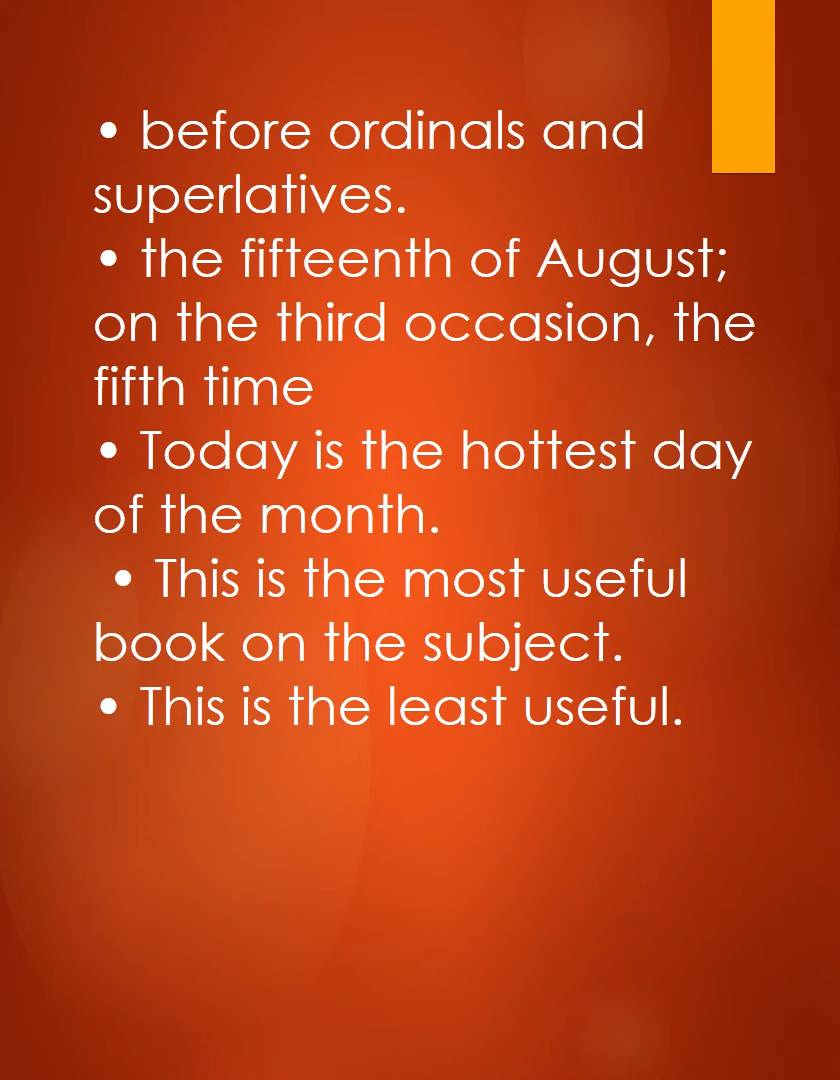 • before ordinals and
superlatives.
• the fifteenth of August;
on the third occasion, the
fifth time
• Today is the hottest day
of the month.
• This is the most useful
book on the subject.
• This is the least useful.